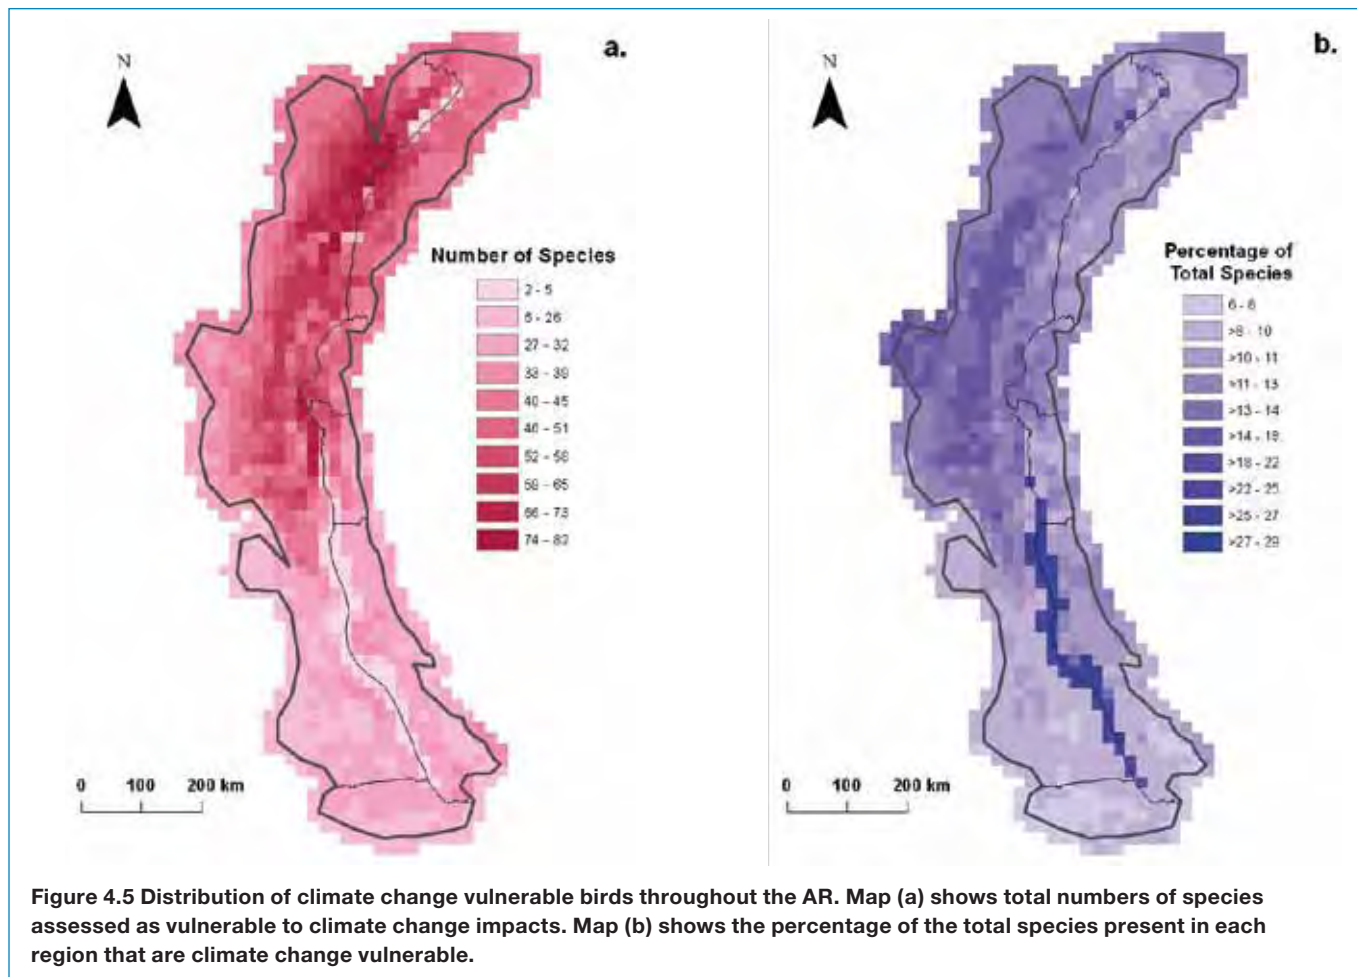 a.
N
Number of Species
2 - 5
6 - 26
27 - 32
33 - 39
40 - 45
46 - 51
52 - 58
59 - 65
66 - 73
74 - 82
0 100 200 km
b.
N
Percentage of
Total Species
6 - 8
>8 - 10
>10 - 11
>11 - 13
>13 - 14
>14 - 18
>18 - 22
>22 - 25
>25 - 27
>27 - 29
0 100 200 km
Figure 4.5 Distribution of climate change vulnerable birds throughout the AR. Map (a) shows total numbers of species
assessed as vulnerable to climate change impacts. Map (b) shows the percentage of the total species present in each
region that are climate change vulnerable.